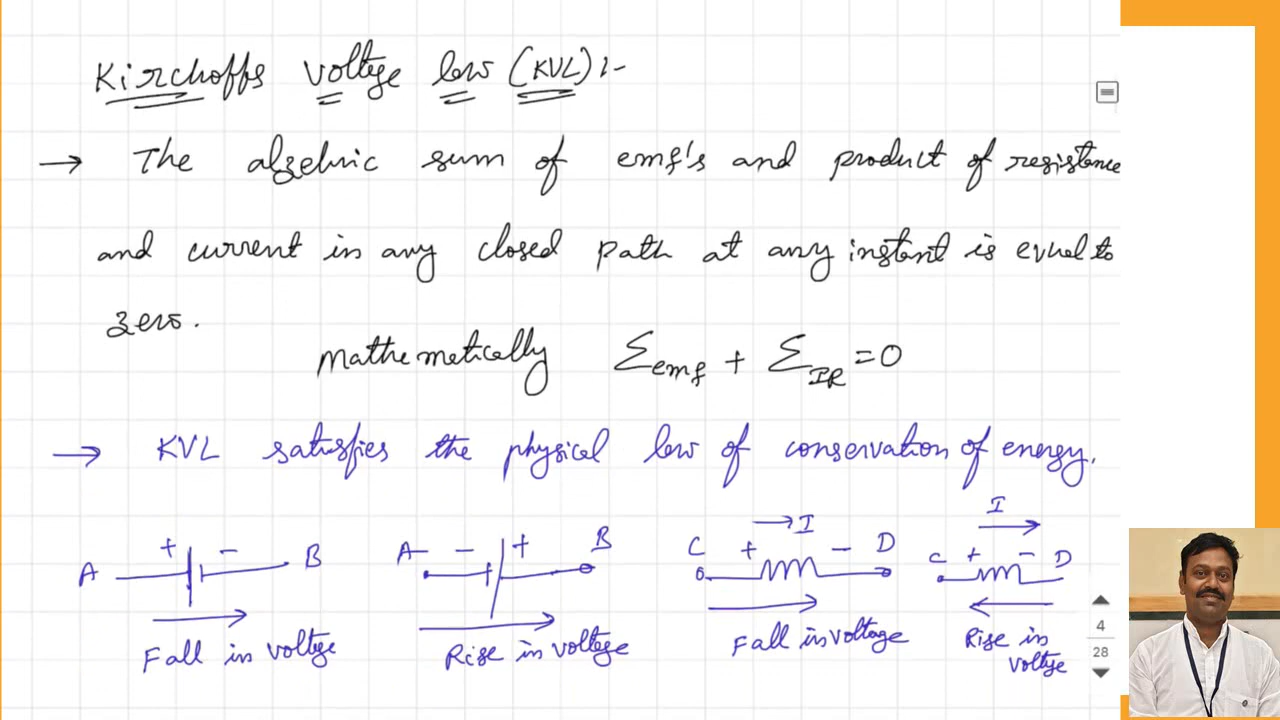 Kirchoffs voltage law (KVL):-
→ The algebric sum of emf's and product of resistance
and current in any closed path at any instant is equal to
zero.
Mathematically Σemf + ΣIR = 0
→ KVL satisfies the physical law of conservation of energy.
A + - B
A - + B
C + → I - D
I
C + - D
Fall in voltage
Rise in voltage
Fall in voltage
Rise in
voltage
4
28